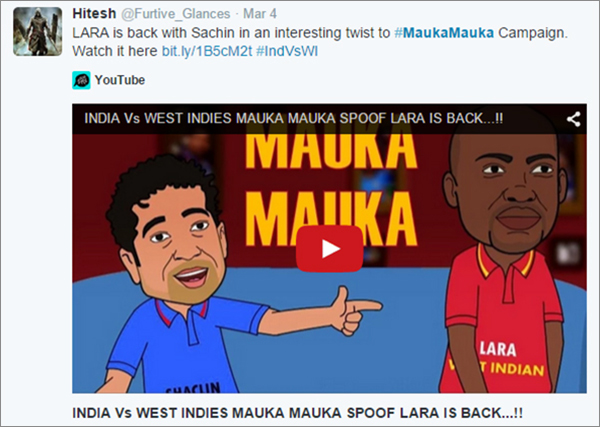 Hitesh @Furtive_Glances · Mar 4
LARA is back with Sachin in an interesting twist to #MaukaMauka Campaign.
Watch it here bit.ly/1B5cM2t #IndVsWI
YouTube
INDIA Vs WEST INDIES MAUKA MAUKA SPOOF LARA IS BACK...!!
MAUKA
MAUKA
LARA
WEST INDIAN
SHACLIN
INDIA Vs WEST INDIES MAUKA MAUKA SPOOF LARA IS BACK...!!